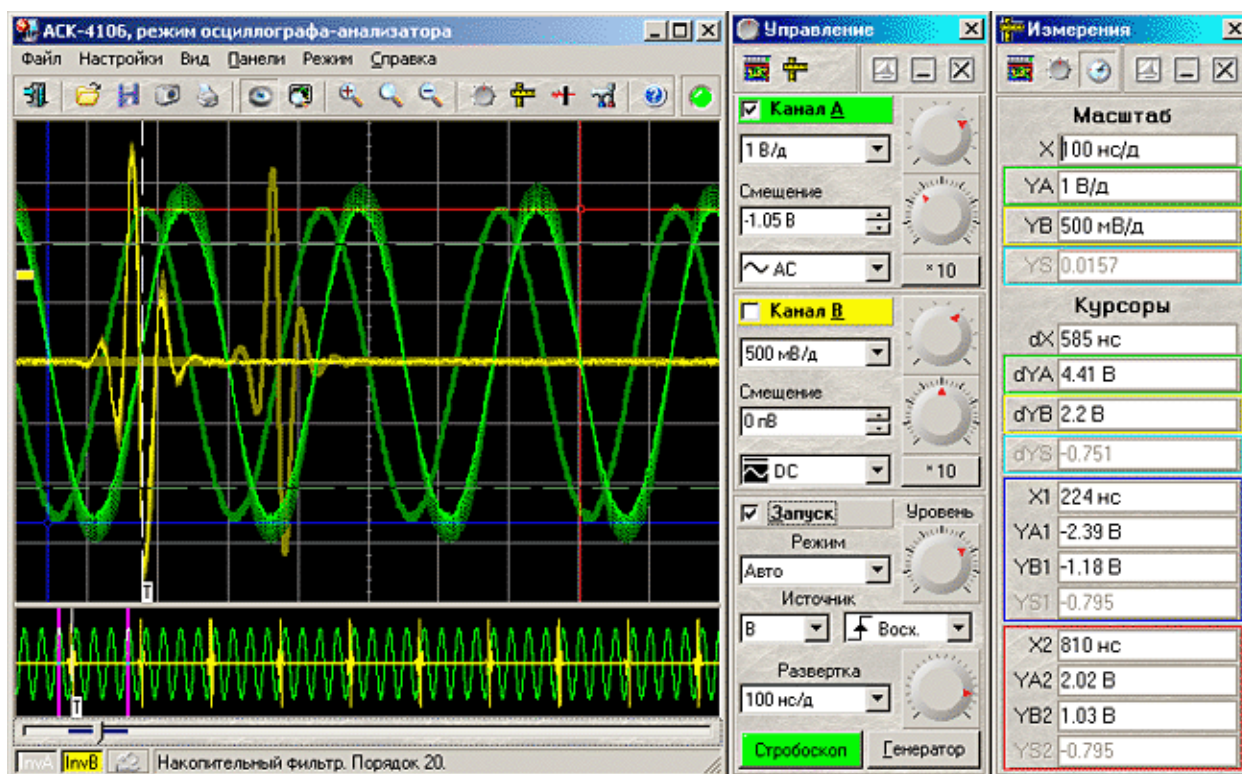 АСК-4106, режим осциллографа-анализатора
Файл Настройки Вид Панели Режим Справка
T
T
InvA InvB Накопительный фильтр. Порядок 20.
Управление
Канал A
1 В/д
Смещение
-1.05 В
AC ×10
Канал B
500 мВ/д
Смещение
0 пВ
DC ×10
Запуск Уровень
Режим
Авто
Источник
B Восх.
Развертка
100 нс/д
Стробоскоп Генератор
Измерения
Масштаб
X 100 нс/д
YA 1 В/д
YB 500 мВ/д
YS 0.0157
Курсоры
dX 585 нс
dYA 4.41 В
dYB 2.2 В
dYS -0.751
X1 224 нс
YA1 -2.39 В
YB1 -1.18 В
YS1 -0.795
X2 810 нс
YA2 2.02 В
YB2 1.03 В
YS2 -0.795